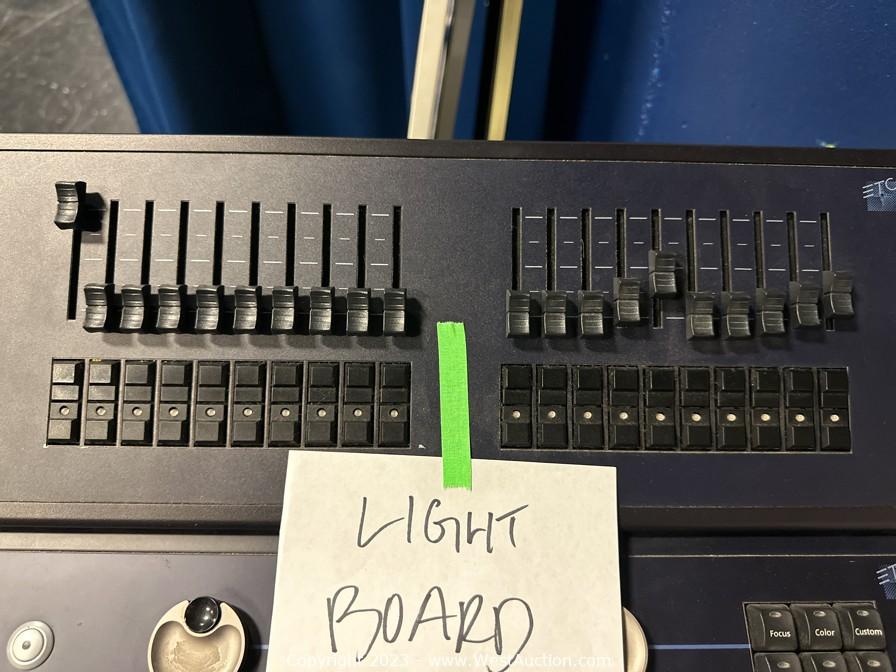 ETC
LIGHT
BOARD
Focus Color Custom
Copyright 2023 - www.WestAuction.com